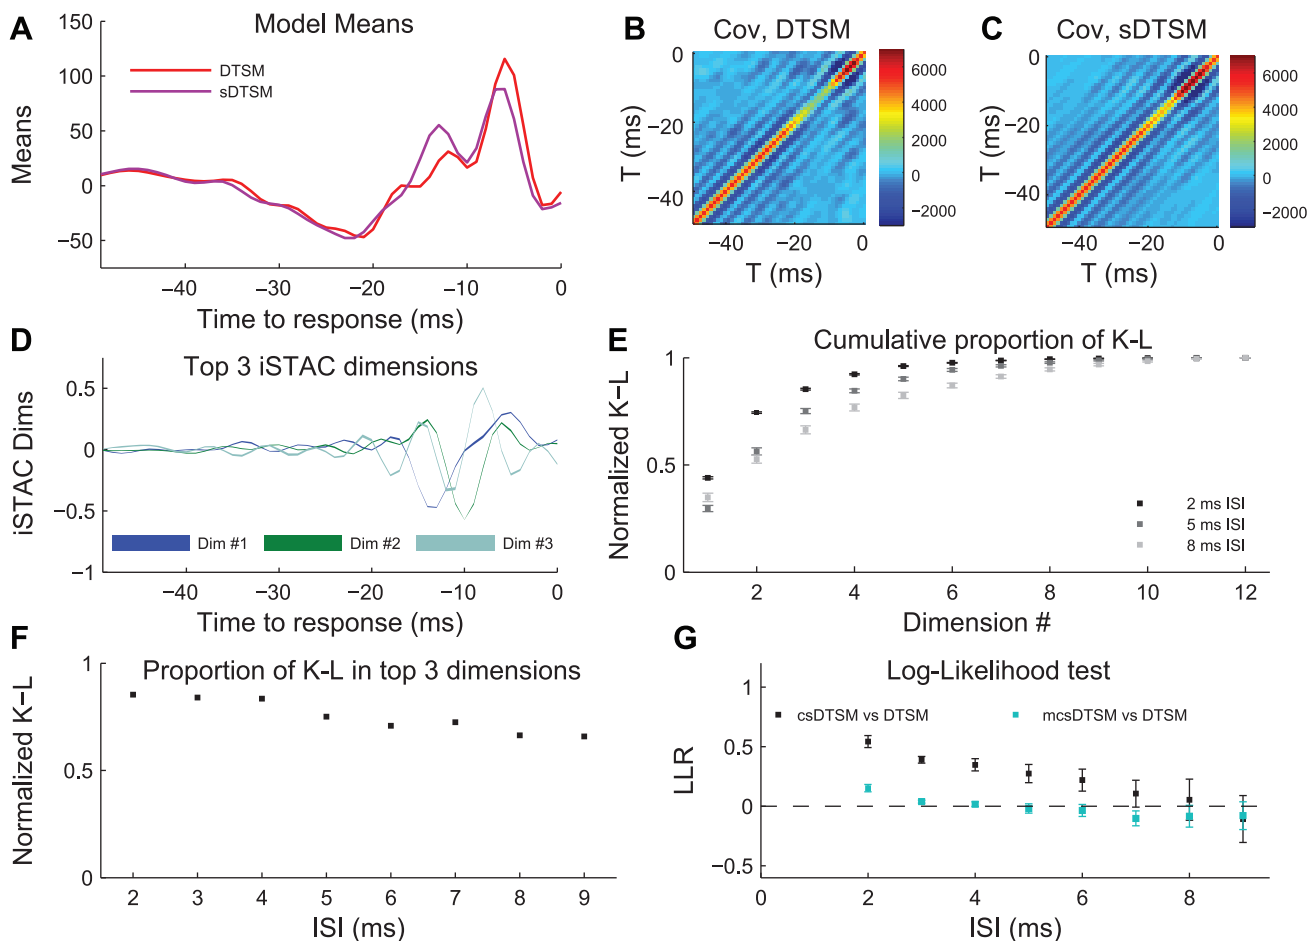 A
Model Means
150
100
50
0
−50
Means
DTSM
sDTSM
−40
−30
−20
−10
0
Time to response (ms)
B
Cov, DTSM
0
−20
−40
T (ms)
−40
−20
0
T (ms)
6000
4000
2000
0
−2000
C
Cov, sDTSM
0
−20
−40
T (ms)
−40
−20
0
T (ms)
6000
4000
2000
0
−2000
D
Top 3 iSTAC dimensions
0.5
0
−0.5
−1
iSTAC Dims
Dim #1
Dim #2
Dim #3
−40
−30
−20
−10
0
Time to response (ms)
E
Cumulative proportion of K-L
1
0.5
1
Normalized K−L
2 ms ISI
5 ms ISI
8 ms ISI
2
4
6
8
10
12
Dimension #
F
Proportion of K-L in top 3 dimensions
1
0.5
0
Normalized K−L
2
3
4
5
6
7
8
9
ISI (ms)
G
Log-Likelihood test
1
0.5
0
−0.5
LLR
csDTSM vs DTSM
mcsDTSM vs DTSM
0
2
4
6
8
ISI (ms)